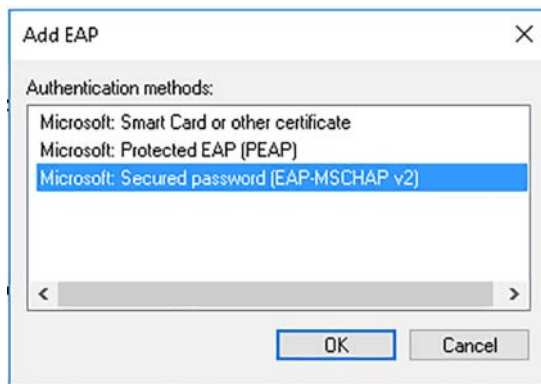 Add EAP
Authentication methods:
Microsoft: Smart Card or other certificate
Microsoft: Protected EAP (PEAP)
Microsoft: Secured password (EAP-MSCHAP v2)
OK
Cancel